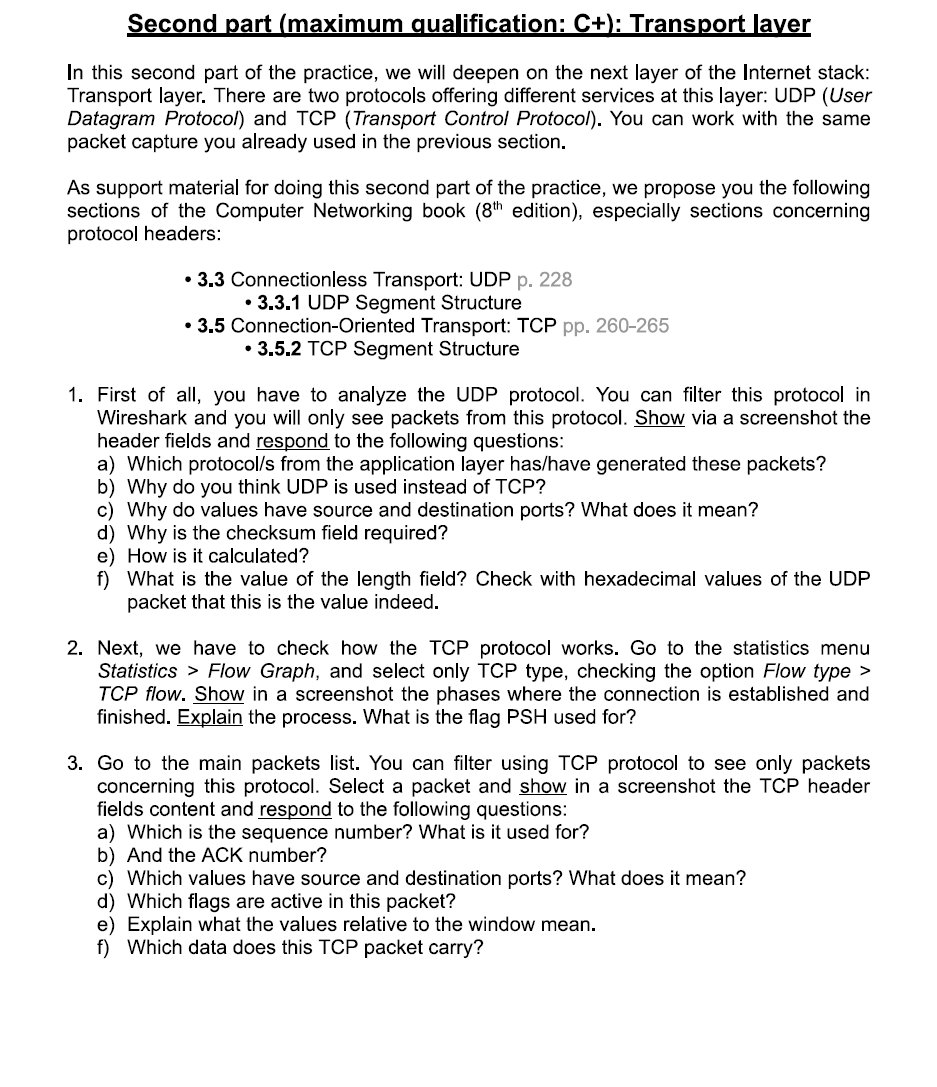 Second part (maximum qualification: C+): Transport layer
In this second part of the practice, we will deepen on the next layer of the Internet stack:
Transport layer. There are two protocols offering different services at this layer: UDP (User
Datagram Protocol) and TCP (Transport Control Protocol). You can work with the same
packet capture you already used in the previous section.
As support material for doing this second part of the practice, we propose you the following
sections of the Computer Networking book (8th edition), especially sections concerning
protocol headers:
• 3.3 Connectionless Transport: UDP p. 228
• 3.3.1 UDP Segment Structure
• 3.5 Connection-Oriented Transport: TCP pp. 260-265
• 3.5.2 TCP Segment Structure
1. First of all, you have to analyze the UDP protocol. You can filter this protocol in
Wireshark and you will only see packets from this protocol. Show via a screenshot the
header fields and respond to the following questions:
a) Which protocol/s from the application layer has/have generated these packets?
b) Why do you think UDP is used instead of TCP?
c) Why do values have source and destination ports? What does it mean?
d) Why is the checksum field required?
e) How is it calculated?
f) What is the value of the length field? Check with hexadecimal values of the UDP
packet that this is the value indeed.
2. Next, we have to check how the TCP protocol works. Go to the statistics menu
Statistics > Flow Graph, and select only TCP type, checking the option Flow type >
TCP flow. Show in a screenshot the phases where the connection is established and
finished. Explain the process. What is the flag PSH used for?
3. Go to the main packets list. You can filter using TCP protocol to see only packets
concerning this protocol. Select a packet and show in a screenshot the TCP header
fields content and respond to the following questions:
a) Which is the sequence number? What is it used for?
b) And the ACK number?
c) Which values have source and destination ports? What does it mean?
d) Which flags are active in this packet?
e) Explain what the values relative to the window mean.
f) Which data does this TCP packet carry?